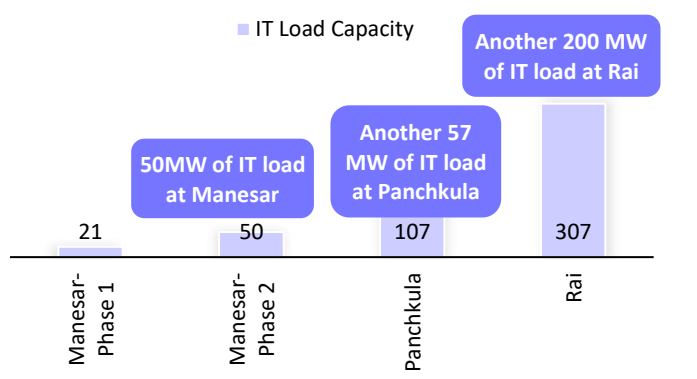 IT Load Capacity
Another 200 MW
of IT load at Rai
Another 57
MW of IT load
at Panchkula
50MW of IT load
at Manesar
21
50
107
307
Manesar-
Phase 1
Manesar-
Phase 2
Panchkula
Rai